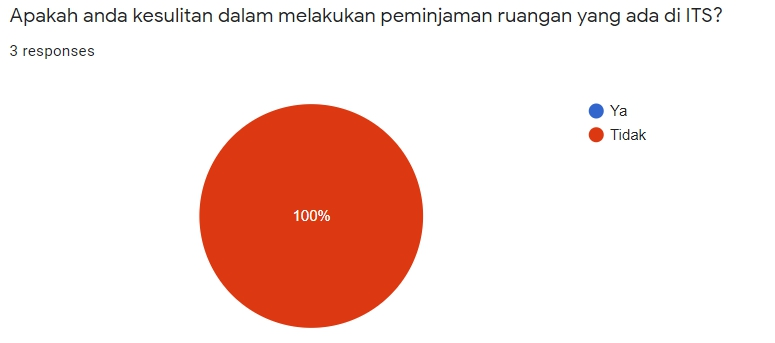 Apakah anda kesulitan dalam melakukan peminjaman ruangan yang ada di ITS?
3 responses
Ya
Tidak
100%